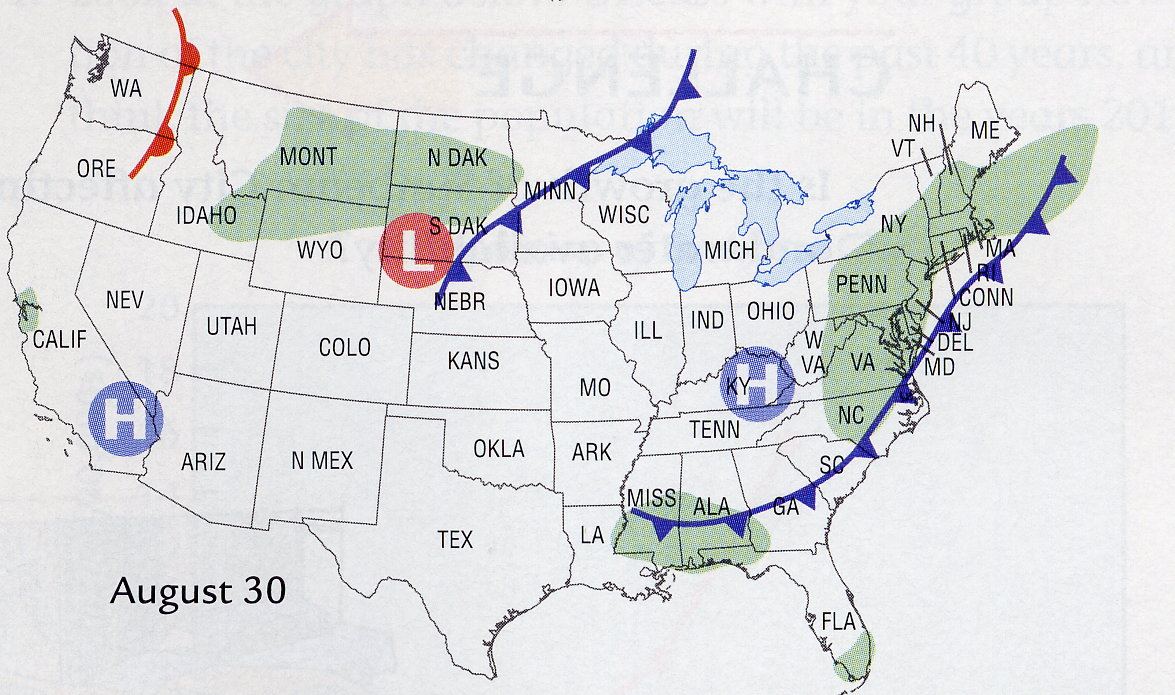 WA
ORE
MONT
N DAK
MINN
IDAHO
WYO
S DAK
L
WISC
MICH
NH
VT
ME
NY
MA
RI
CONN
NJ
DEL
MD
PENN
NEV
CALIF
UTAH
COLO
NEBR
KANS
IOWA
ILL
IND
OHIO
W
VA
VA
KY
H
MO
H
ARIZ
N MEX
OKLA
ARK
TENN
NC
SC
MISS
ALA
GA
TEX
LA
FLA
August 30